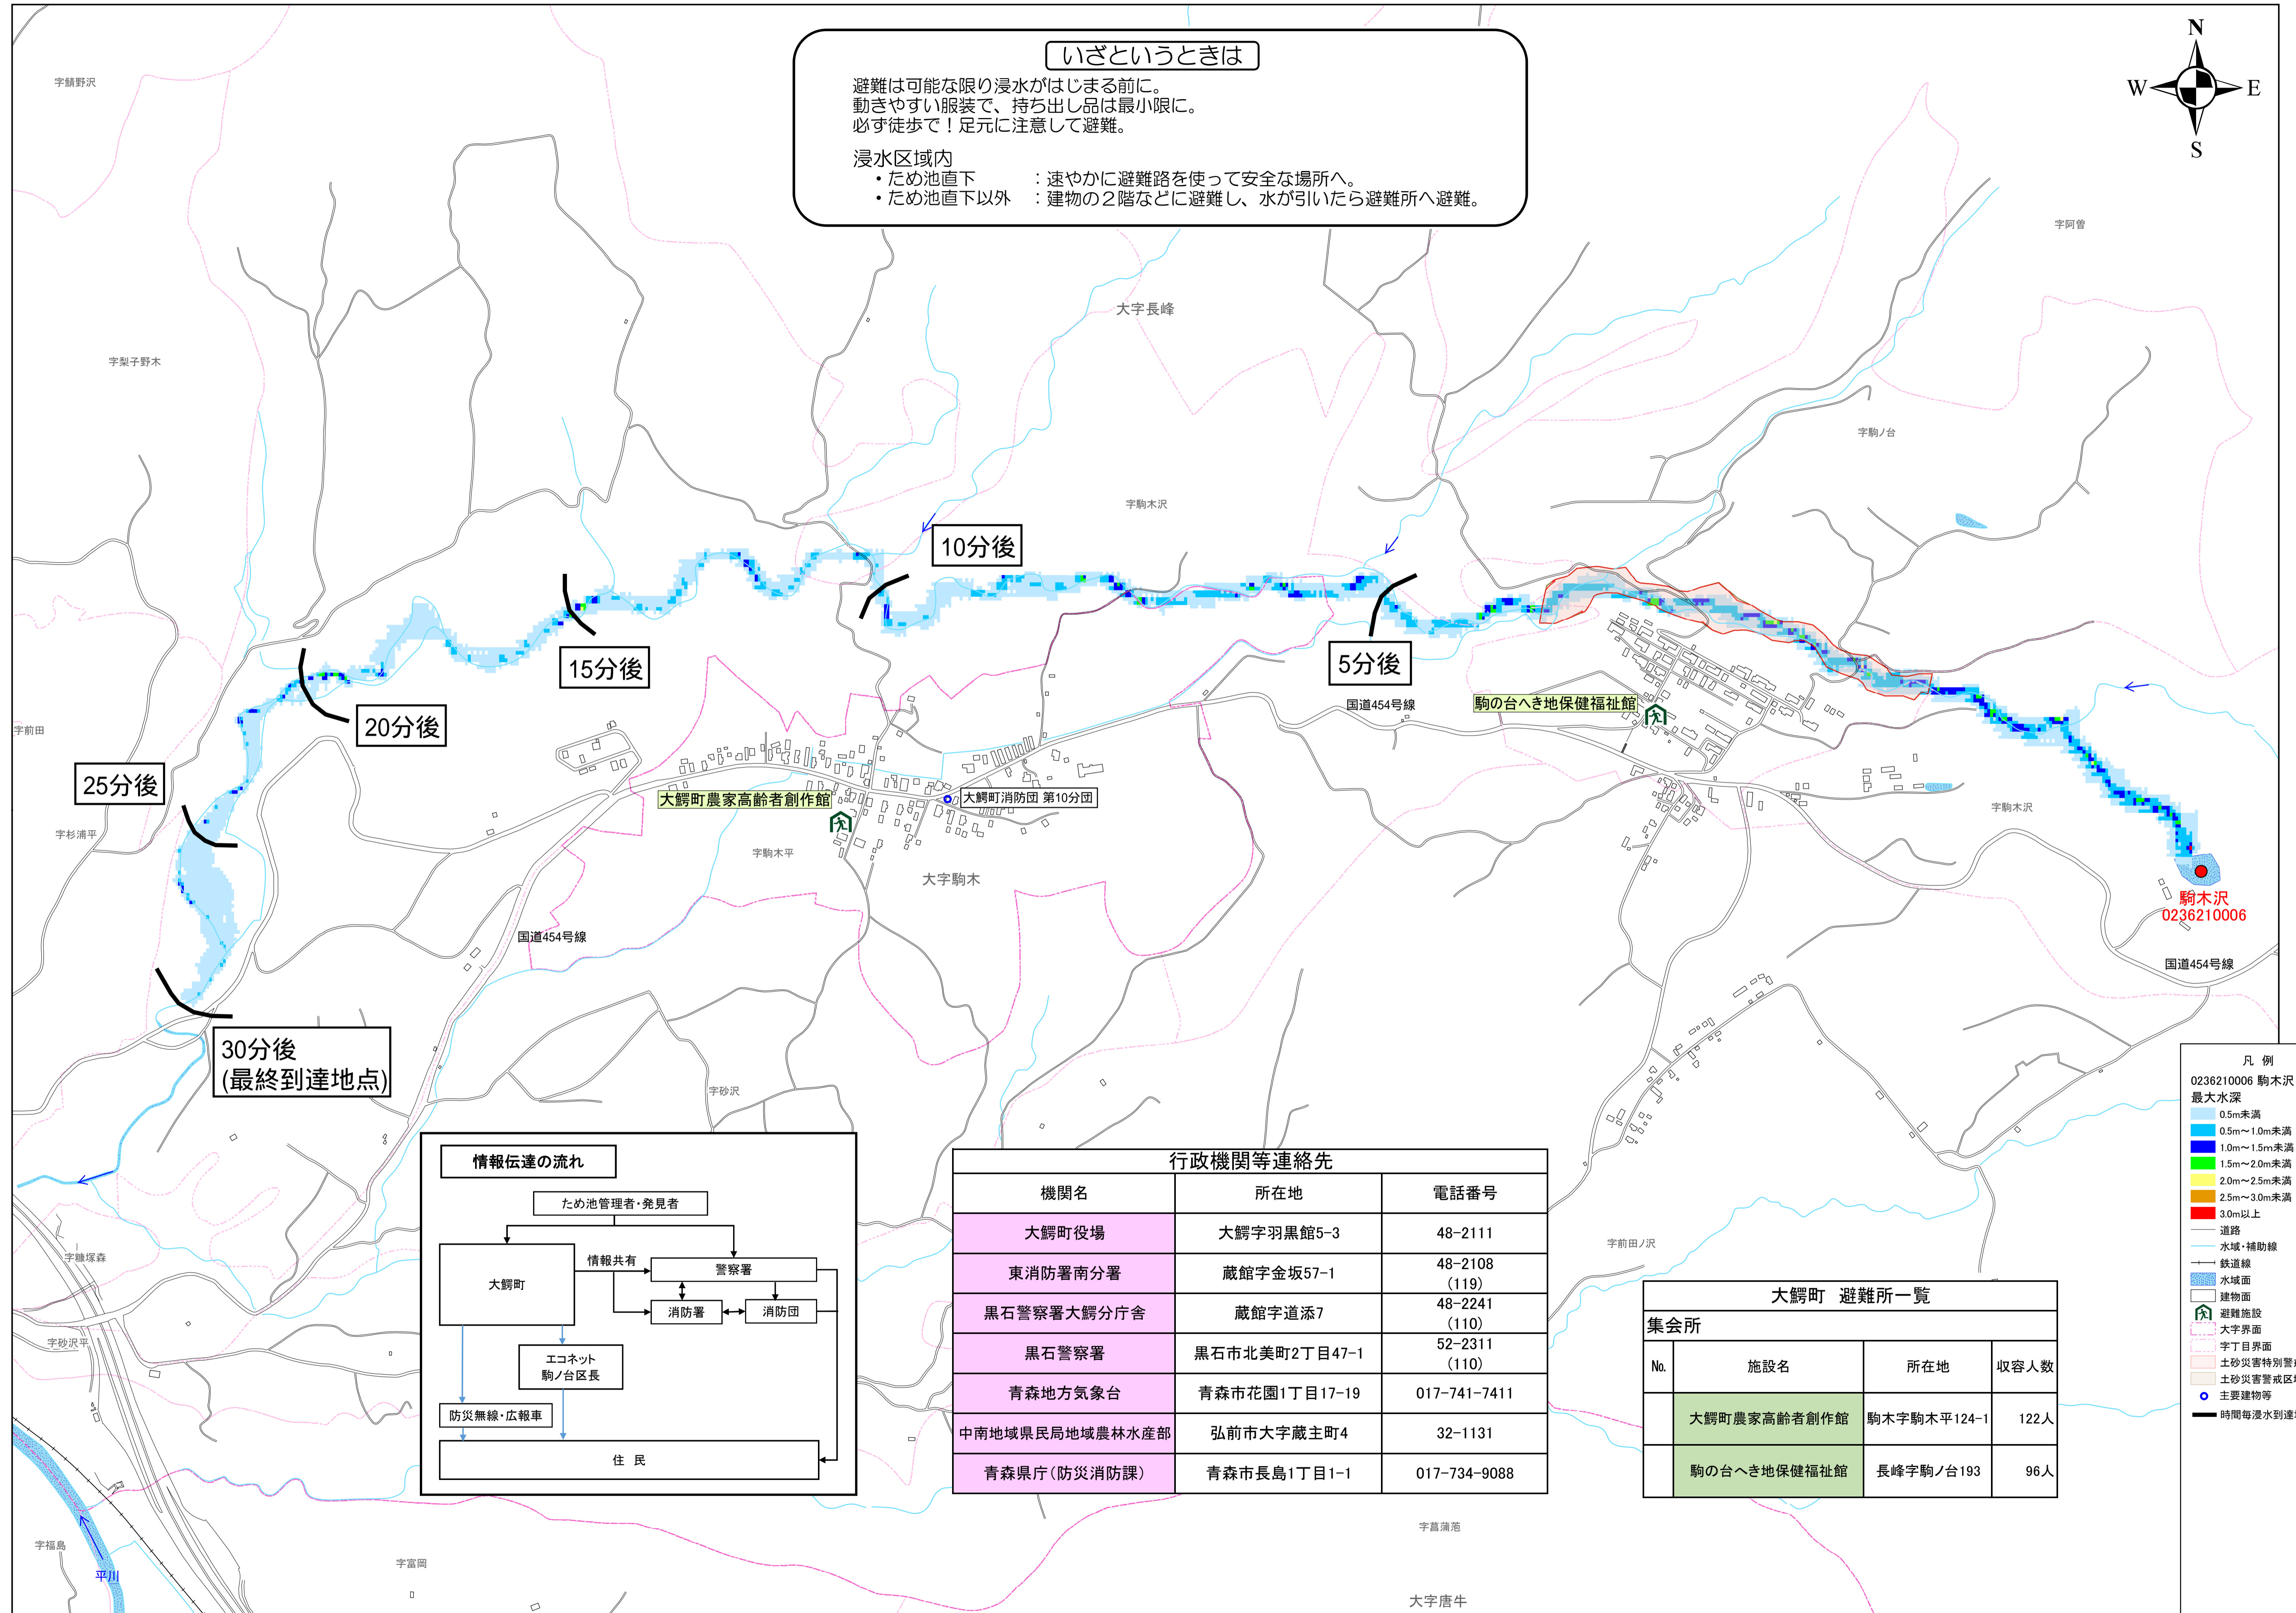 いざというときは
避難は可能な限り浸水がはじまる前に。
動きやすい服装で、持ち出し品は最小限に。
必ず徒歩で！足元に注意して避難。
浸水区域内
・ため池直下 ：速やかに避難路を使って安全な場所へ。
・ため池直下以外 ：建物の２階などに避難し、水が引いたら避難所へ避難。
N
W
E
S
字鯖野沢
字阿曽
大字長峰
字梨子野木
字駒ノ台
字駒木沢
10分後
5分後
15分後
20分後
25分後
30分後
(最終到達地点)
国道454号線
駒の台へき地保健福祉館
字前田
大鰐町農家高齢者創作館
大鰐町消防団 第10分団
字駒木沢
字杉浦平
字駒木平
大字駒木
駒木沢
0236210006
国道454号線
国道454号線
字砂沢
字前田ノ沢
字糠塚森
字砂沢平
字福島
平川
字富岡
字菖蒲萢
大字唐牛
情報伝達の流れ
ため池管理者・発見者
大鰐町
情報共有
警察署
消防署
消防団
エコネット
駒ノ台区長
防災無線・広報車
住 民
行政機関等連絡先
機関名 所在地 電話番号
大鰐町役場 大鰐字羽黒館5-3 48-2111
東消防署南分署 蔵館字金坂57-1 48-2108
(119)
黒石警察署大鰐分庁舎 蔵館字道添7 48-2241
(110)
黒石警察署 黒石市北美町2丁目47-1 52-2311
(110)
青森地方気象台 青森市花園1丁目17-19 017-741-7411
中南地域県民局地域農林水産部 弘前市大字蔵主町4 32-1131
青森県庁(防災消防課) 青森市長島1丁目1-1 017-734-9088
大鰐町 避難所一覧
集会所
No. 施設名 所在地 収容人数
大鰐町農家高齢者創作館 駒木字駒木平124-1 122人
駒の台へき地保健福祉館 長峰字駒ノ台193 96人
凡 例
0236210006 駒木沢
最大水深
0.5m未満
0.5m～1.0m未満
1.0m～1.5m未満
1.5m～2.0m未満
2.0m～2.5m未満
2.5m～3.0m未満
3.0m以上
道路
水域・補助線
鉄道線
水域面
建物面
避難施設
大字界面
字丁目界面
土砂災害特別警
土砂災害警戒区
主要建物等
時間毎浸水到達